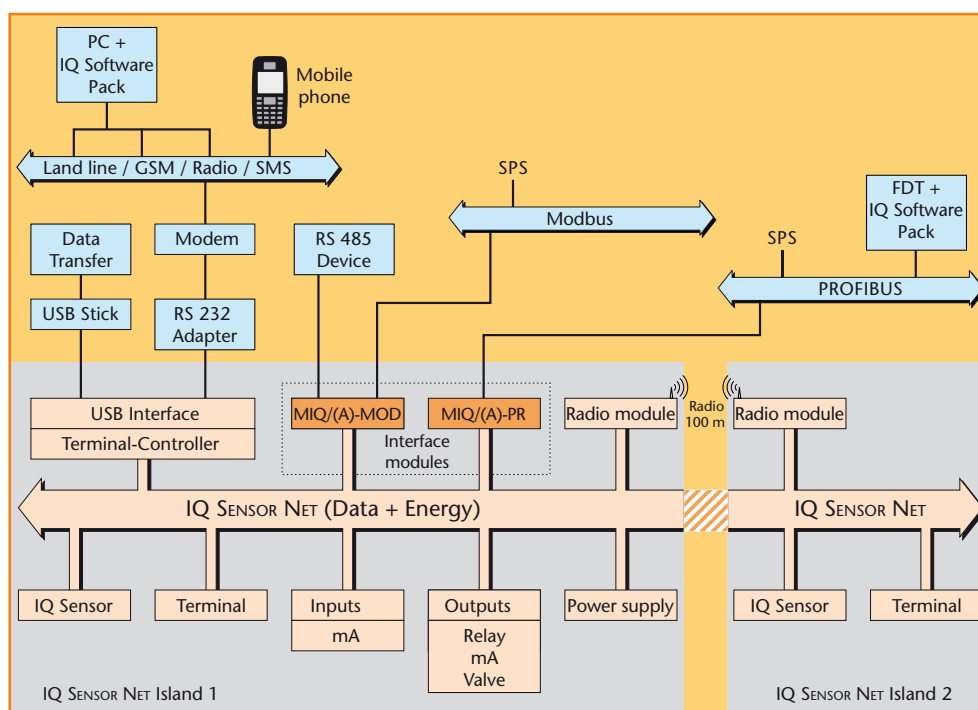 PC +
IQ Software
Pack
Mobile
phone
Land line / GSM / Radio / SMS
SPS
Modbus
FDT +
IQ Software
Pack
SPS
PROFIBUS
Data
Transfer
Modem
RS 485
Device
USB Stick
RS 232
Adapter
USB Interface
Terminal-Controller
MIQ/(A)-MOD
MIQ/(A)-PR
Interface
modules
Radio module
Radio
100 m
Radio module
IQ SENSOR NET (Data + Energy)
IQ SENSOR NET
IQ Sensor
Terminal
Inputs
mA
Outputs
Relay
mA
Valve
Power supply
IQ Sensor
Terminal
IQ SENSOR NET Island 1
IQ SENSOR NET Island 2